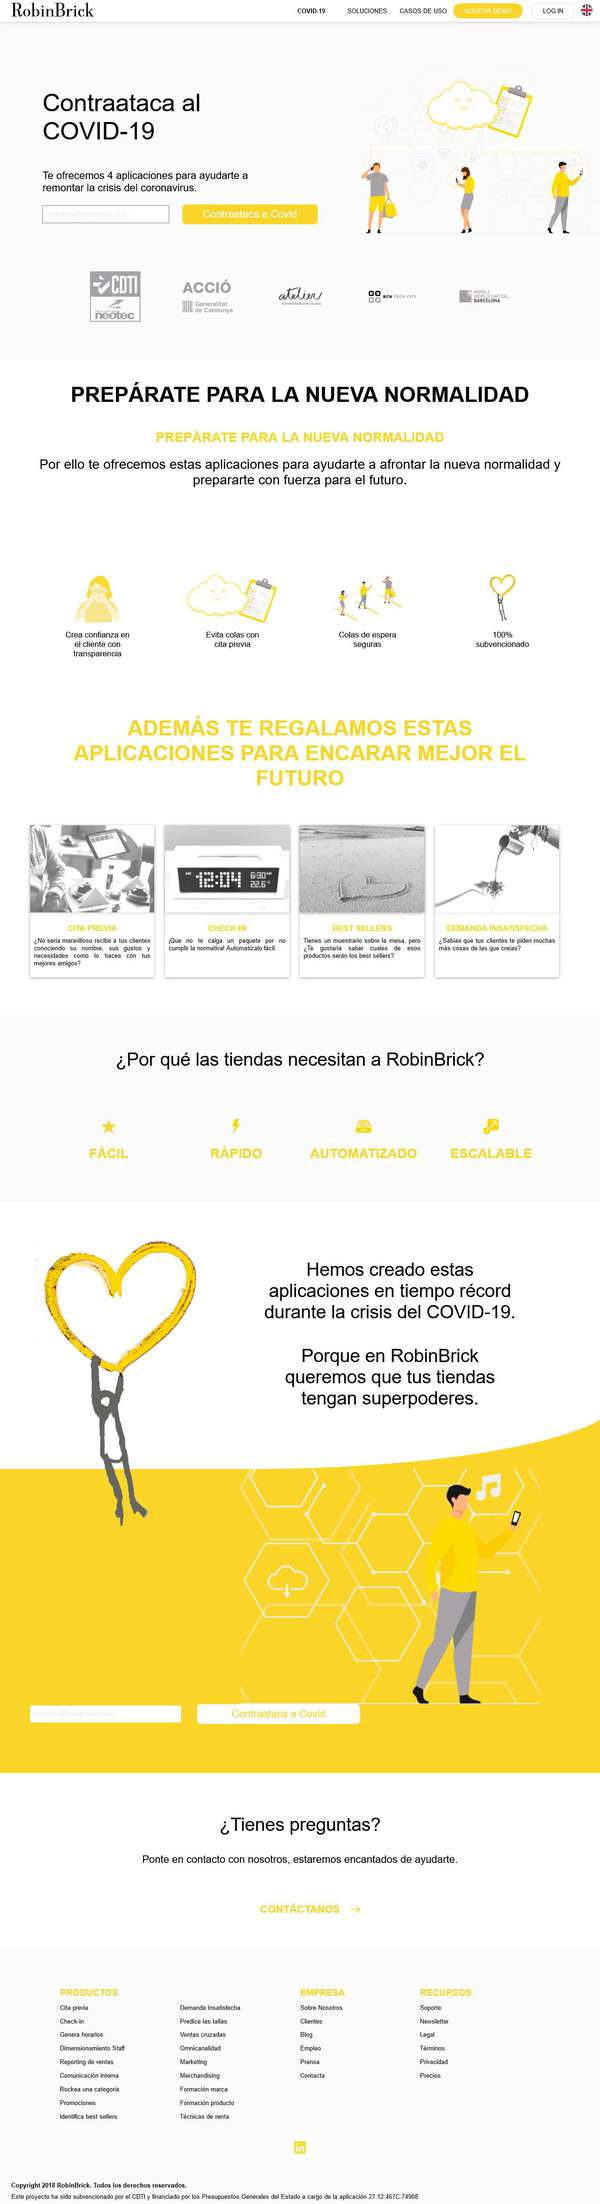 RobinBrick
COVID-19 SOLUCIONES CASOS DE USO SOLICITA DEMO LOG IN
Contraataca al
COVID-19
Te ofrecemos 4 aplicaciones para ayudarte a
remontar la crisis del coronavirus.
Contraataca a Covid
CDTI
neotec
ACCIÓ
Generalitat
de Catalunya
atelier
BCN TECH CITY
MOBILE
WORLD CAPITAL
BARCELONA
PREPÁRATE PARA LA NUEVA NORMALIDAD
PREPÁRATE PARA LA NUEVA NORMALIDAD
Por ello te ofrecemos estas aplicaciones para ayudarte a afrontar la nueva normalidad y
prepararte con fuerza para el futuro.
Crea confianza en
el cliente con
transparencia
Evita colas con
cita previa
Colas de espera
seguras
100%
subvencionado
ADEMÁS TE REGALAMOS ESTAS
APLICACIONES PARA ENCARAR MEJOR EL
FUTURO
AM 12:04 AM 6:30
22.6
CITA PREVIA
¿No sería maravilloso recibir a tus clientes
conociendo su nombre, sus gustos y
necesidades como lo haces con tus
mejores amigos?
CHECK-IN
¡Que no te caiga un paquete por no
cumplir la normativa! Automatízalo fácil.
BEST SELLERS
Tienes un muestrario sobre la mesa, pero
¿Te gustaría saber cuales de esos
productos serán los best sellers?
DEMANDA INSATISFECHA
¿Sabías que tus clientes te piden muchas
más cosas de las que creías?
¿Por qué las tiendas necesitan a RobinBrick?
FÁCIL
RÁPIDO
AUTOMATIZADO
ESCALABLE
Hemos creado estas
aplicaciones en tiempo récord
durante la crisis del COVID-19.
Porque en RobinBrick
queremos que tus tiendas
tengan superpoderes.
Contraataca a Covid
¿Tienes preguntas?
Ponte en contacto con nosotros, estaremos encantados de ayudarte.
CONTÁCTANOS
PRODUCTOS
Cita previa
Check-in
Genera horarios
Dimensionamiento Staff
Reporting de ventas
Comunicación interna
Rockea una categoría
Promociones
Identifica best sellers
Demanda Insatisfecha
Predice las tallas
Ventas cruzadas
Omnicanalidad
Marketing
Merchandising
Formación marca
Formación producto
Técnicas de venta
EMPRESA
Sobre Nosotros
Clientes
Blog
Empleo
Prensa
Contacta
RECURSOS
Soporte
Newsletter
Legal
Términos
Privacidad
Precios
in
Copyright 2018 RobinBrick. Todos los derechos reservados.
Este proyecto ha sido subvencionado por el CDTI y financiado por los Presupuestos Generales del Estado a cargo de la aplicación 27.12.467C.74908